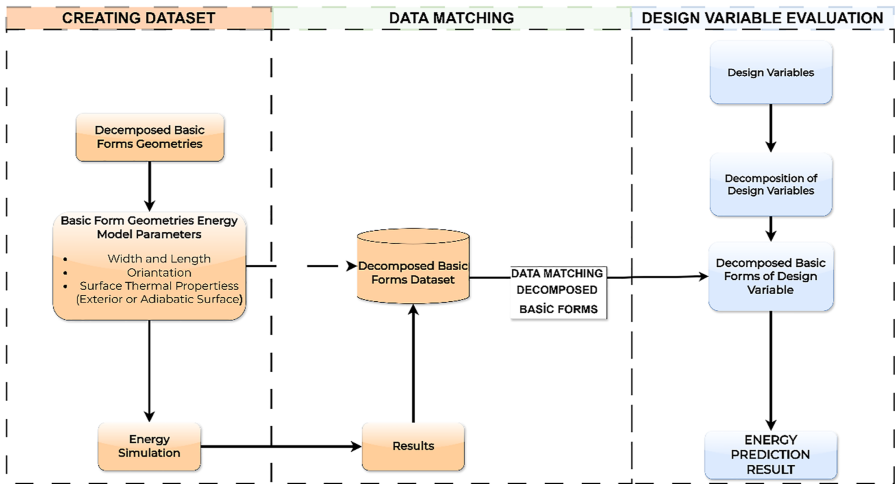 CREATING DATASET
DATA MATCHING
DESIGN VARIABLE EVALUATION
Decomposed Basic
Forms Geometries
Basic Form Geometries Energy
Model Parameters
• Width and Length
• Oriantation
• Surface Thermal Propertiess
(Exterior or Adiabatic Surface)
Energy
Simulation
Decomposed Basic
Forms Dataset
Results
DATA MATCHING
DECOMPOSED
BASİC FORMS
Design Variables
Decomposition of
Design Variables
Decomposed Basic
Forms of Design
Variable
ENERGY
PREDICTION
RESULT